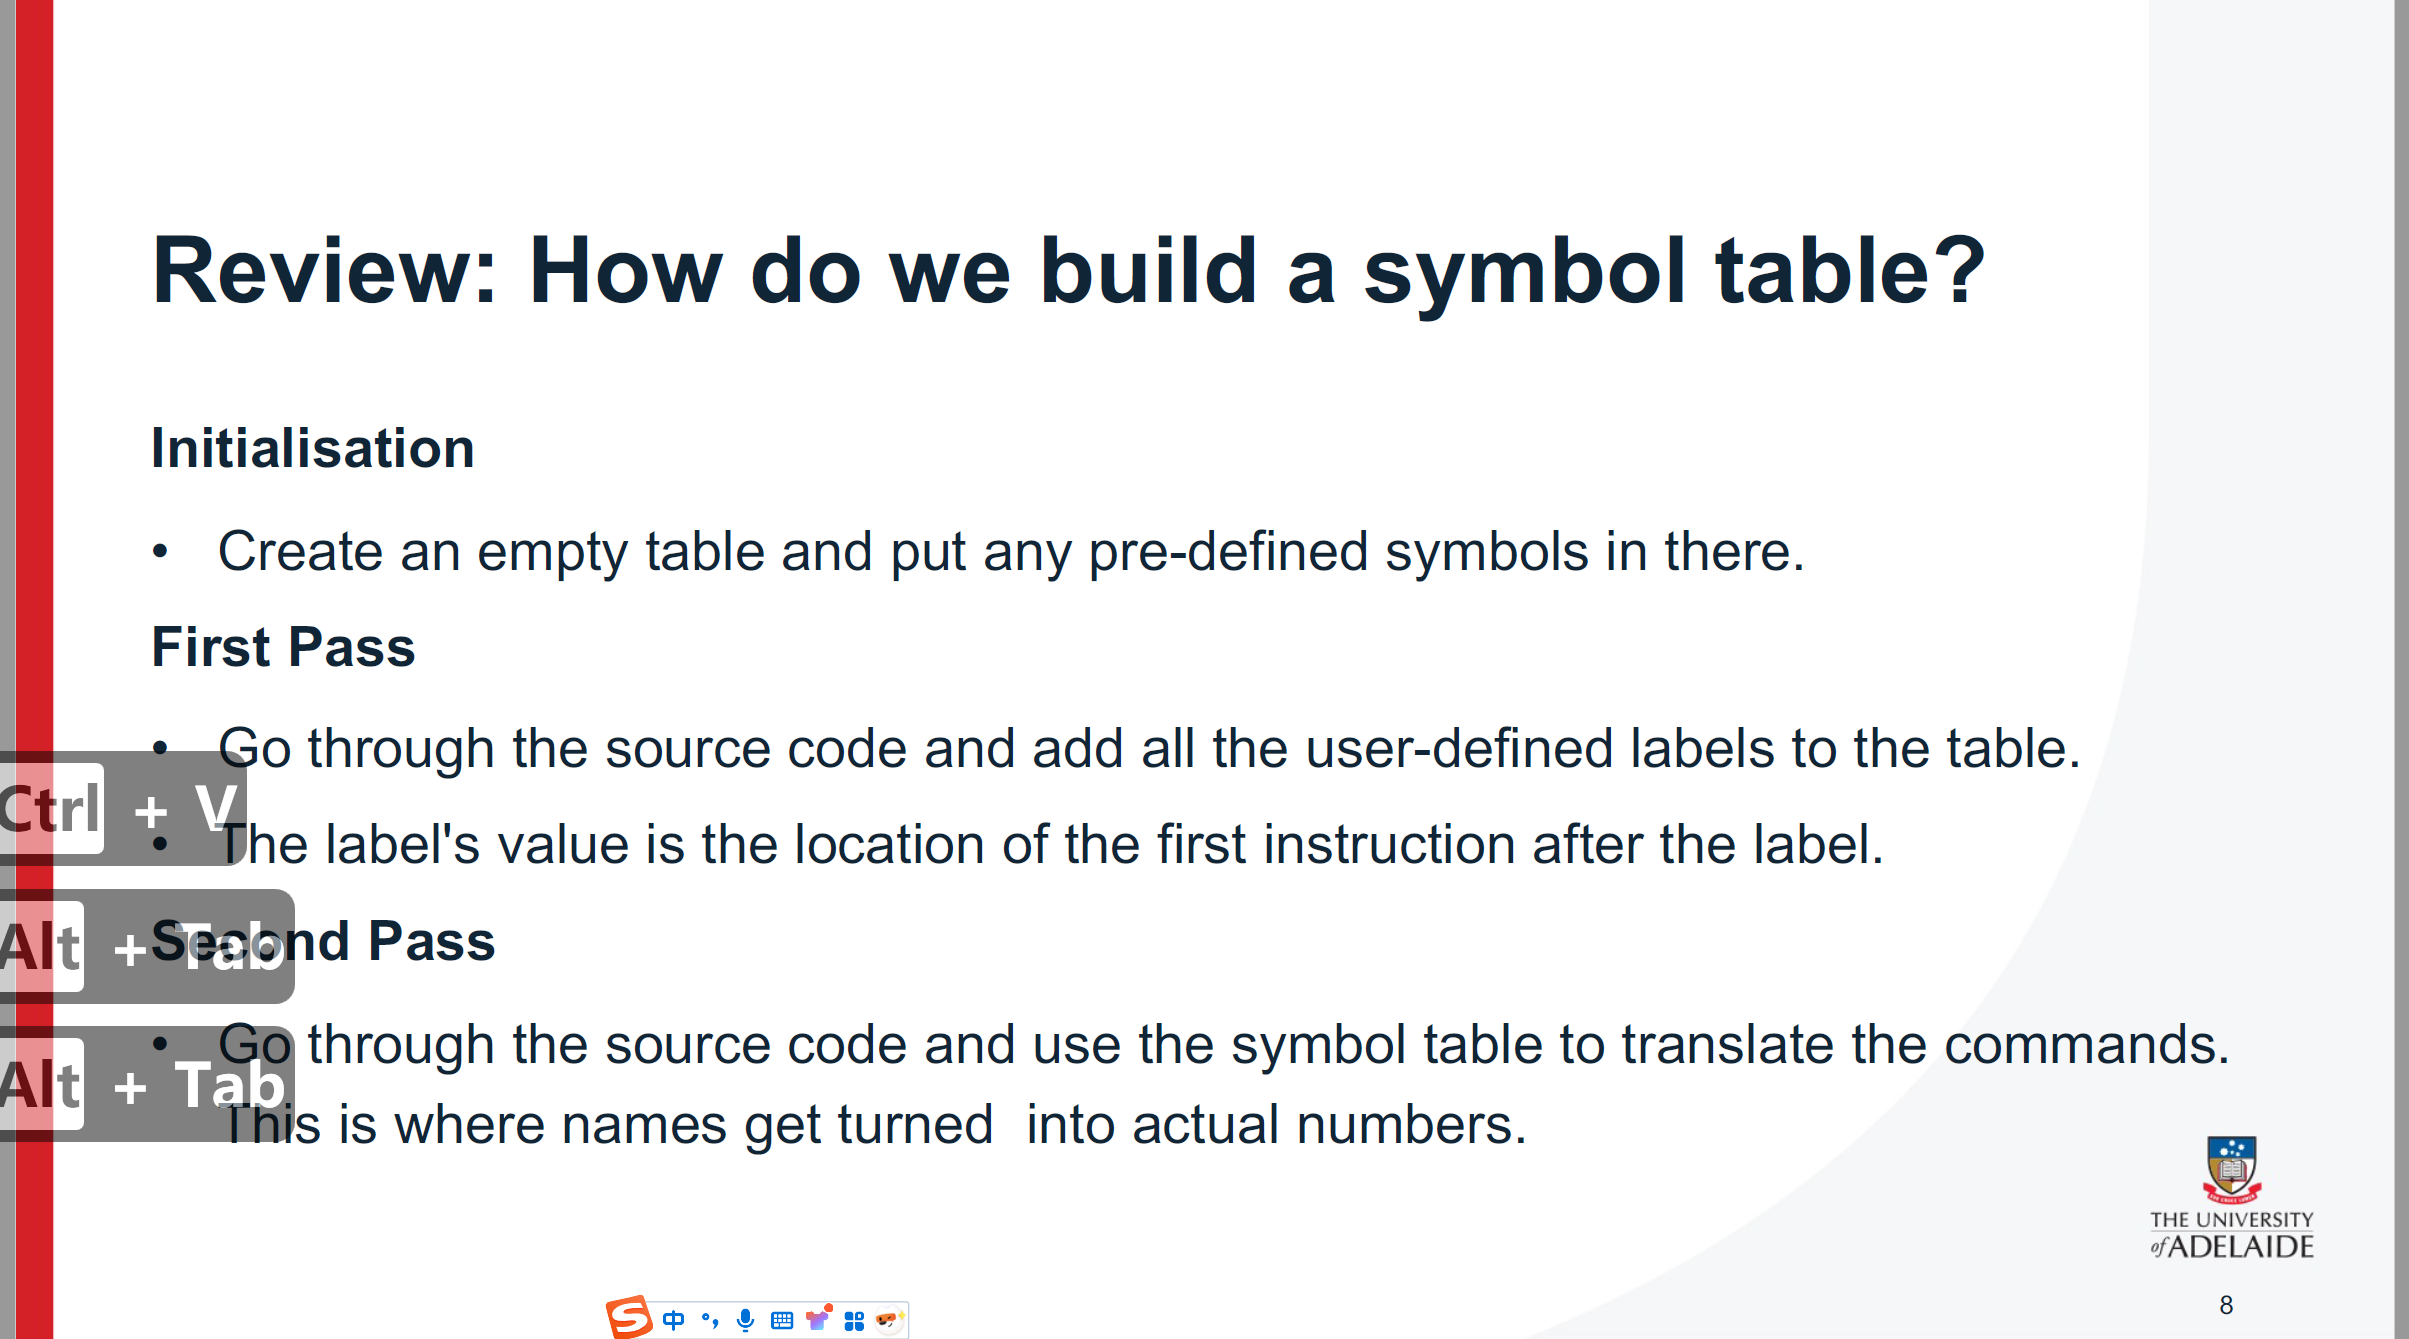 Review: How do we build a symbol table?
Initialisation
• Create an empty table and put any pre-defined symbols in there.
First Pass
• Go through the source code and add all the user-defined labels to the table.
Ctrl + V
• The label's value is the location of the first instruction after the label.
Second Pass
Alt + Tab
• Go through the source code and use the symbol table to translate the commands.
Alt + Tab
This is where names get turned  into actual numbers.
THE UNIVERSITY
of ADELAIDE
8
S 中 °,